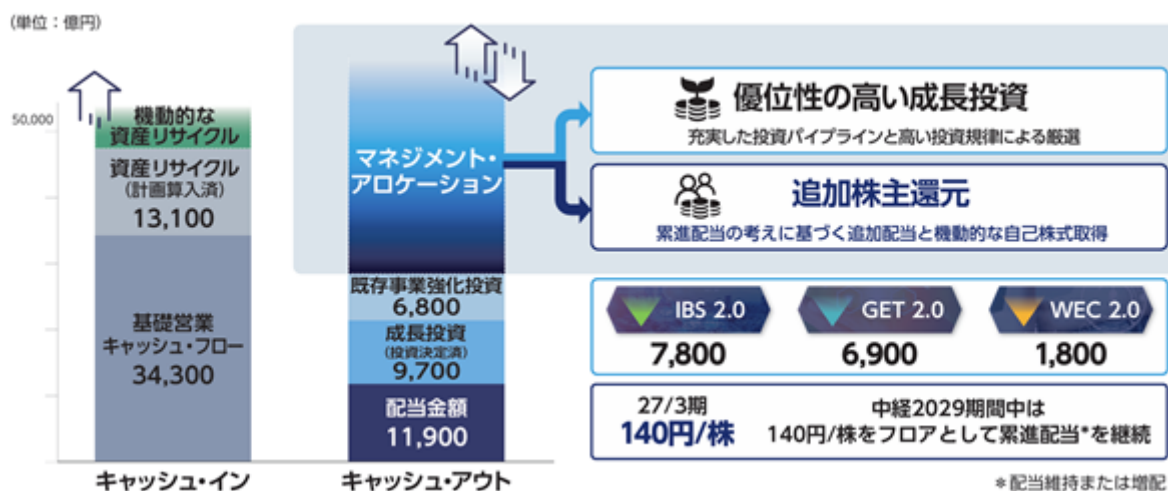 (単位：億円)
50,000
機動的な
資産リサイクル
資産リサイクル
(計画算入済)
13,100
基礎営業
キャッシュ・フロー
34,300
キャッシュ・イン
マネジメント・
アロケーション
既存事業強化投資
6,800
成長投資
(投資決定済)
9,700
配当金額
11,900
キャッシュ・アウト
優位性の高い成長投資
充実した投資パイプラインと高い投資規律による厳選
追加株主還元
累進配当の考えに基づく追加配当と機動的な自己株式取得
IBS 2.0
7,800
GET 2.0
6,900
WEC 2.0
1,800
27/3期
140円/株
中経2029期間中は
140円/株をフロアとして累進配当*を継続
*配当維持または増配